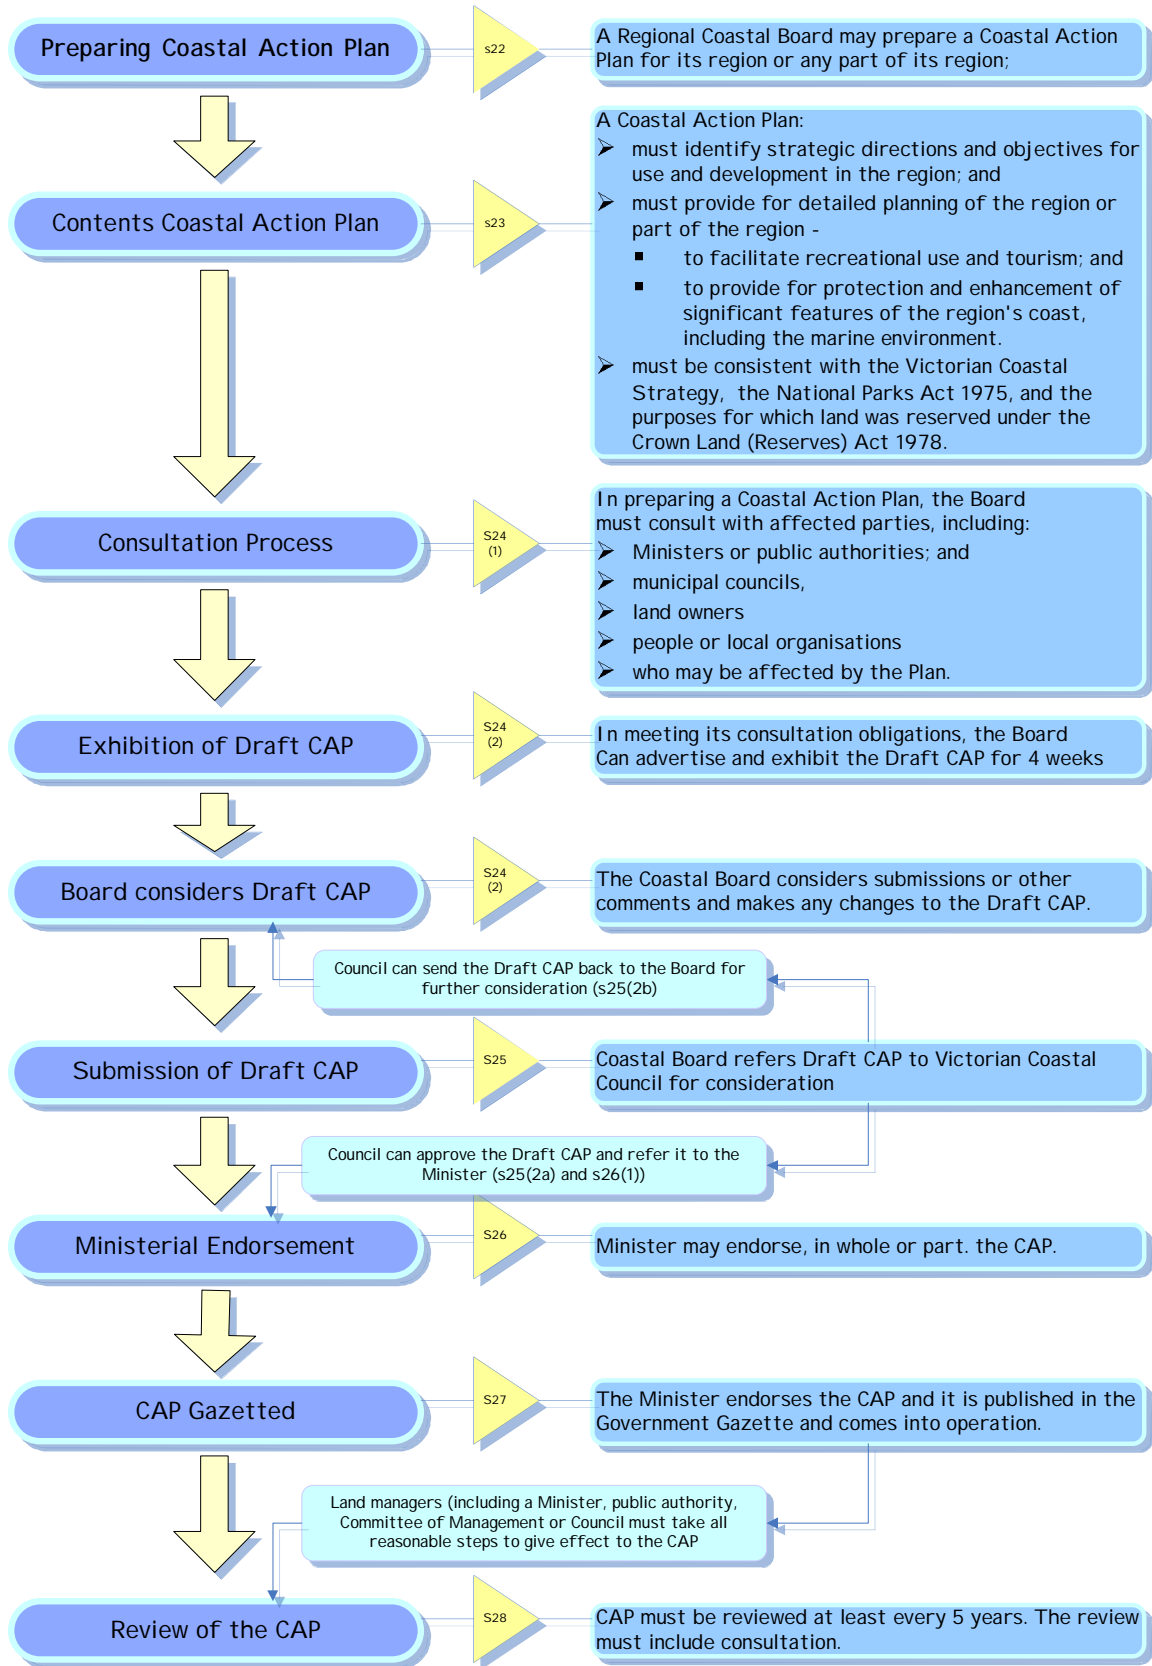 Preparing Coastal Action Plan
s22
A Regional Coastal Board may prepare a Coastal Action
Plan for its region or any part of its region;
Contents Coastal Action Plan
s23
A Coastal Action Plan:
➢ must identify strategic directions and objectives for
use and development in the region; and
➢ must provide for detailed planning of the region or
part of the region -
▪ to facilitate recreational use and tourism; and
▪ to provide for protection and enhancement of
significant features of the region's coast,
including the marine environment.
➢ must be consistent with the Victorian Coastal
Strategy, the National Parks Act 1975, and the
purposes for which land was reserved under the
Crown Land (Reserves) Act 1978.
Consultation Process
S24
(1)
In preparing a Coastal Action Plan, the Board
must consult with affected parties, including:
➢ Ministers or public authorities; and
➢ municipal councils,
➢ land owners
➢ people or local organisations
➢ who may be affected by the Plan.
Exhibition of Draft CAP
S24
(2)
In meeting its consultation obligations, the Board
Can advertise and exhibit the Draft CAP for 4 weeks
Board considers Draft CAP
S24
(2)
The Coastal Board considers submissions or other
comments and makes any changes to the Draft CAP.
Council can send the Draft CAP back to the Board for
further consideration (s25(2b)
Submission of Draft CAP
S25
Coastal Board refers Draft CAP to Victorian Coastal
Council for consideration
Council can approve the Draft CAP and refer it to the
Minister (s25(2a) and s26(1))
Ministerial Endorsement
S26
Minister may endorse, in whole or part. the CAP.
CAP Gazetted
S27
The Minister endorses the CAP and it is published in the
Government Gazette and comes into operation.
Land managers (including a Minister, public authority,
Committee of Management or Council must take all
reasonable steps to give effect to the CAP
Review of the CAP
S28
CAP must be reviewed at least every 5 years. The review
must include consultation.